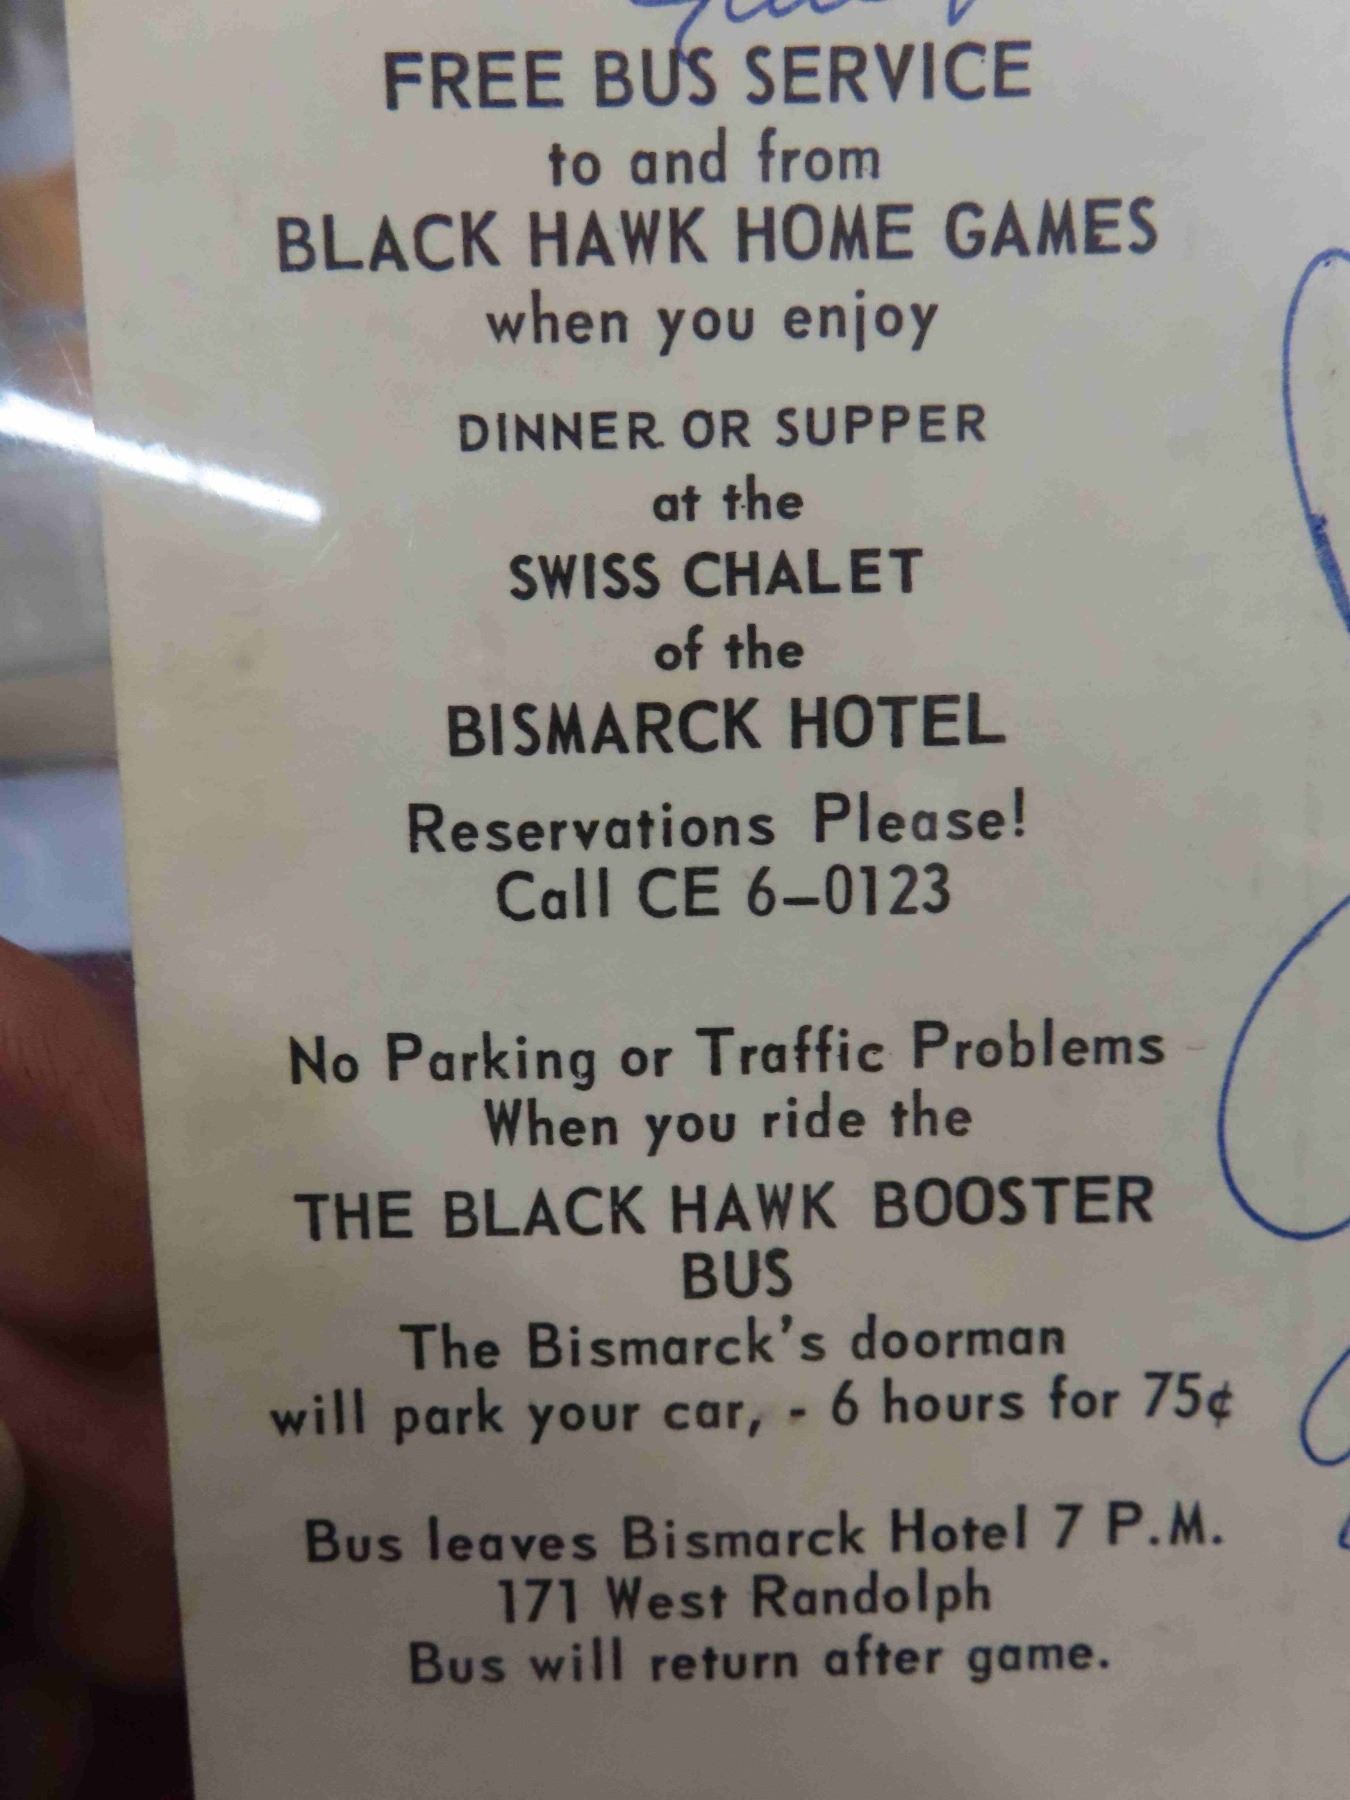 FREE BUS SERVICE
to and from
BLACK HAWK HOME GAMES
when you enjoy
DINNER OR SUPPER
at the
SWISS CHALET
of the
BISMARCK HOTEL
Reservations Please!
Call CE 6–0123
No Parking or Traffic Problems
When you ride the
THE BLACK HAWK BOOSTER
BUS
The Bismarck's doorman
will park your car, - 6 hours for 75¢
Bus leaves Bismarck Hotel 7 P.M.
171 West Randolph
Bus will return after game.